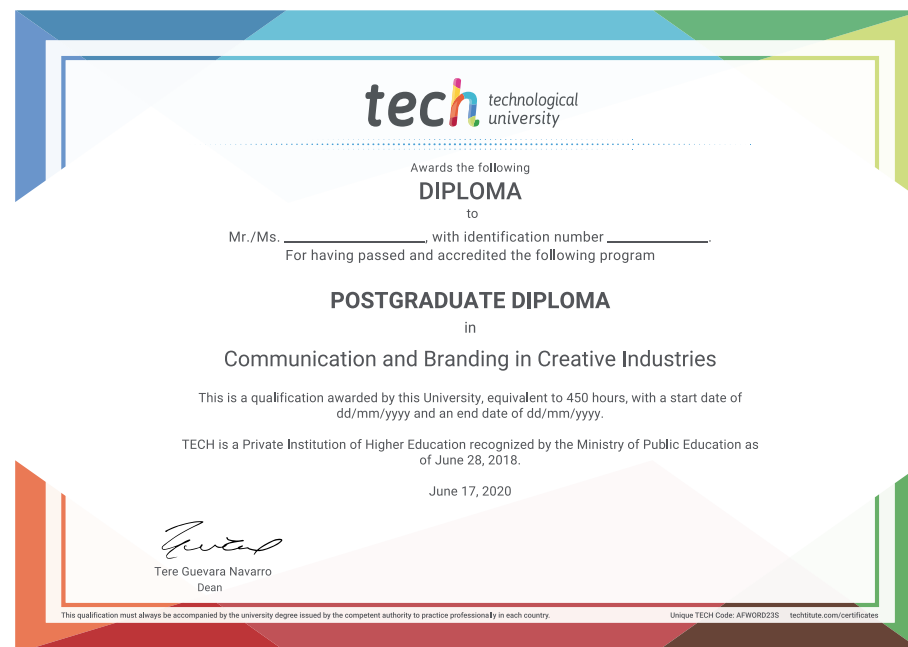 tech technological
university
Awards the following
DIPLOMA
to
Mr./Ms. ____________________, with identification number ______________.
For having passed and accredited the following program
POSTGRADUATE DIPLOMA
in
Communication and Branding in Creative Industries
This is a qualification awarded by this University, equivalent to 450 hours, with a start date of
dd/mm/yyyy and an end date of dd/mm/yyyy.
TECH is a Private Institution of Higher Education recognized by the Ministry of Public Education as
of June 28, 2018.
June 17, 2020
Tere Guevara Navarro
Dean
This qualification must always be accompanied by the university degree issued by the competent authority to practice professionally in each country. Unique TECH Code: AFWORD23S techtitute.com/certificates